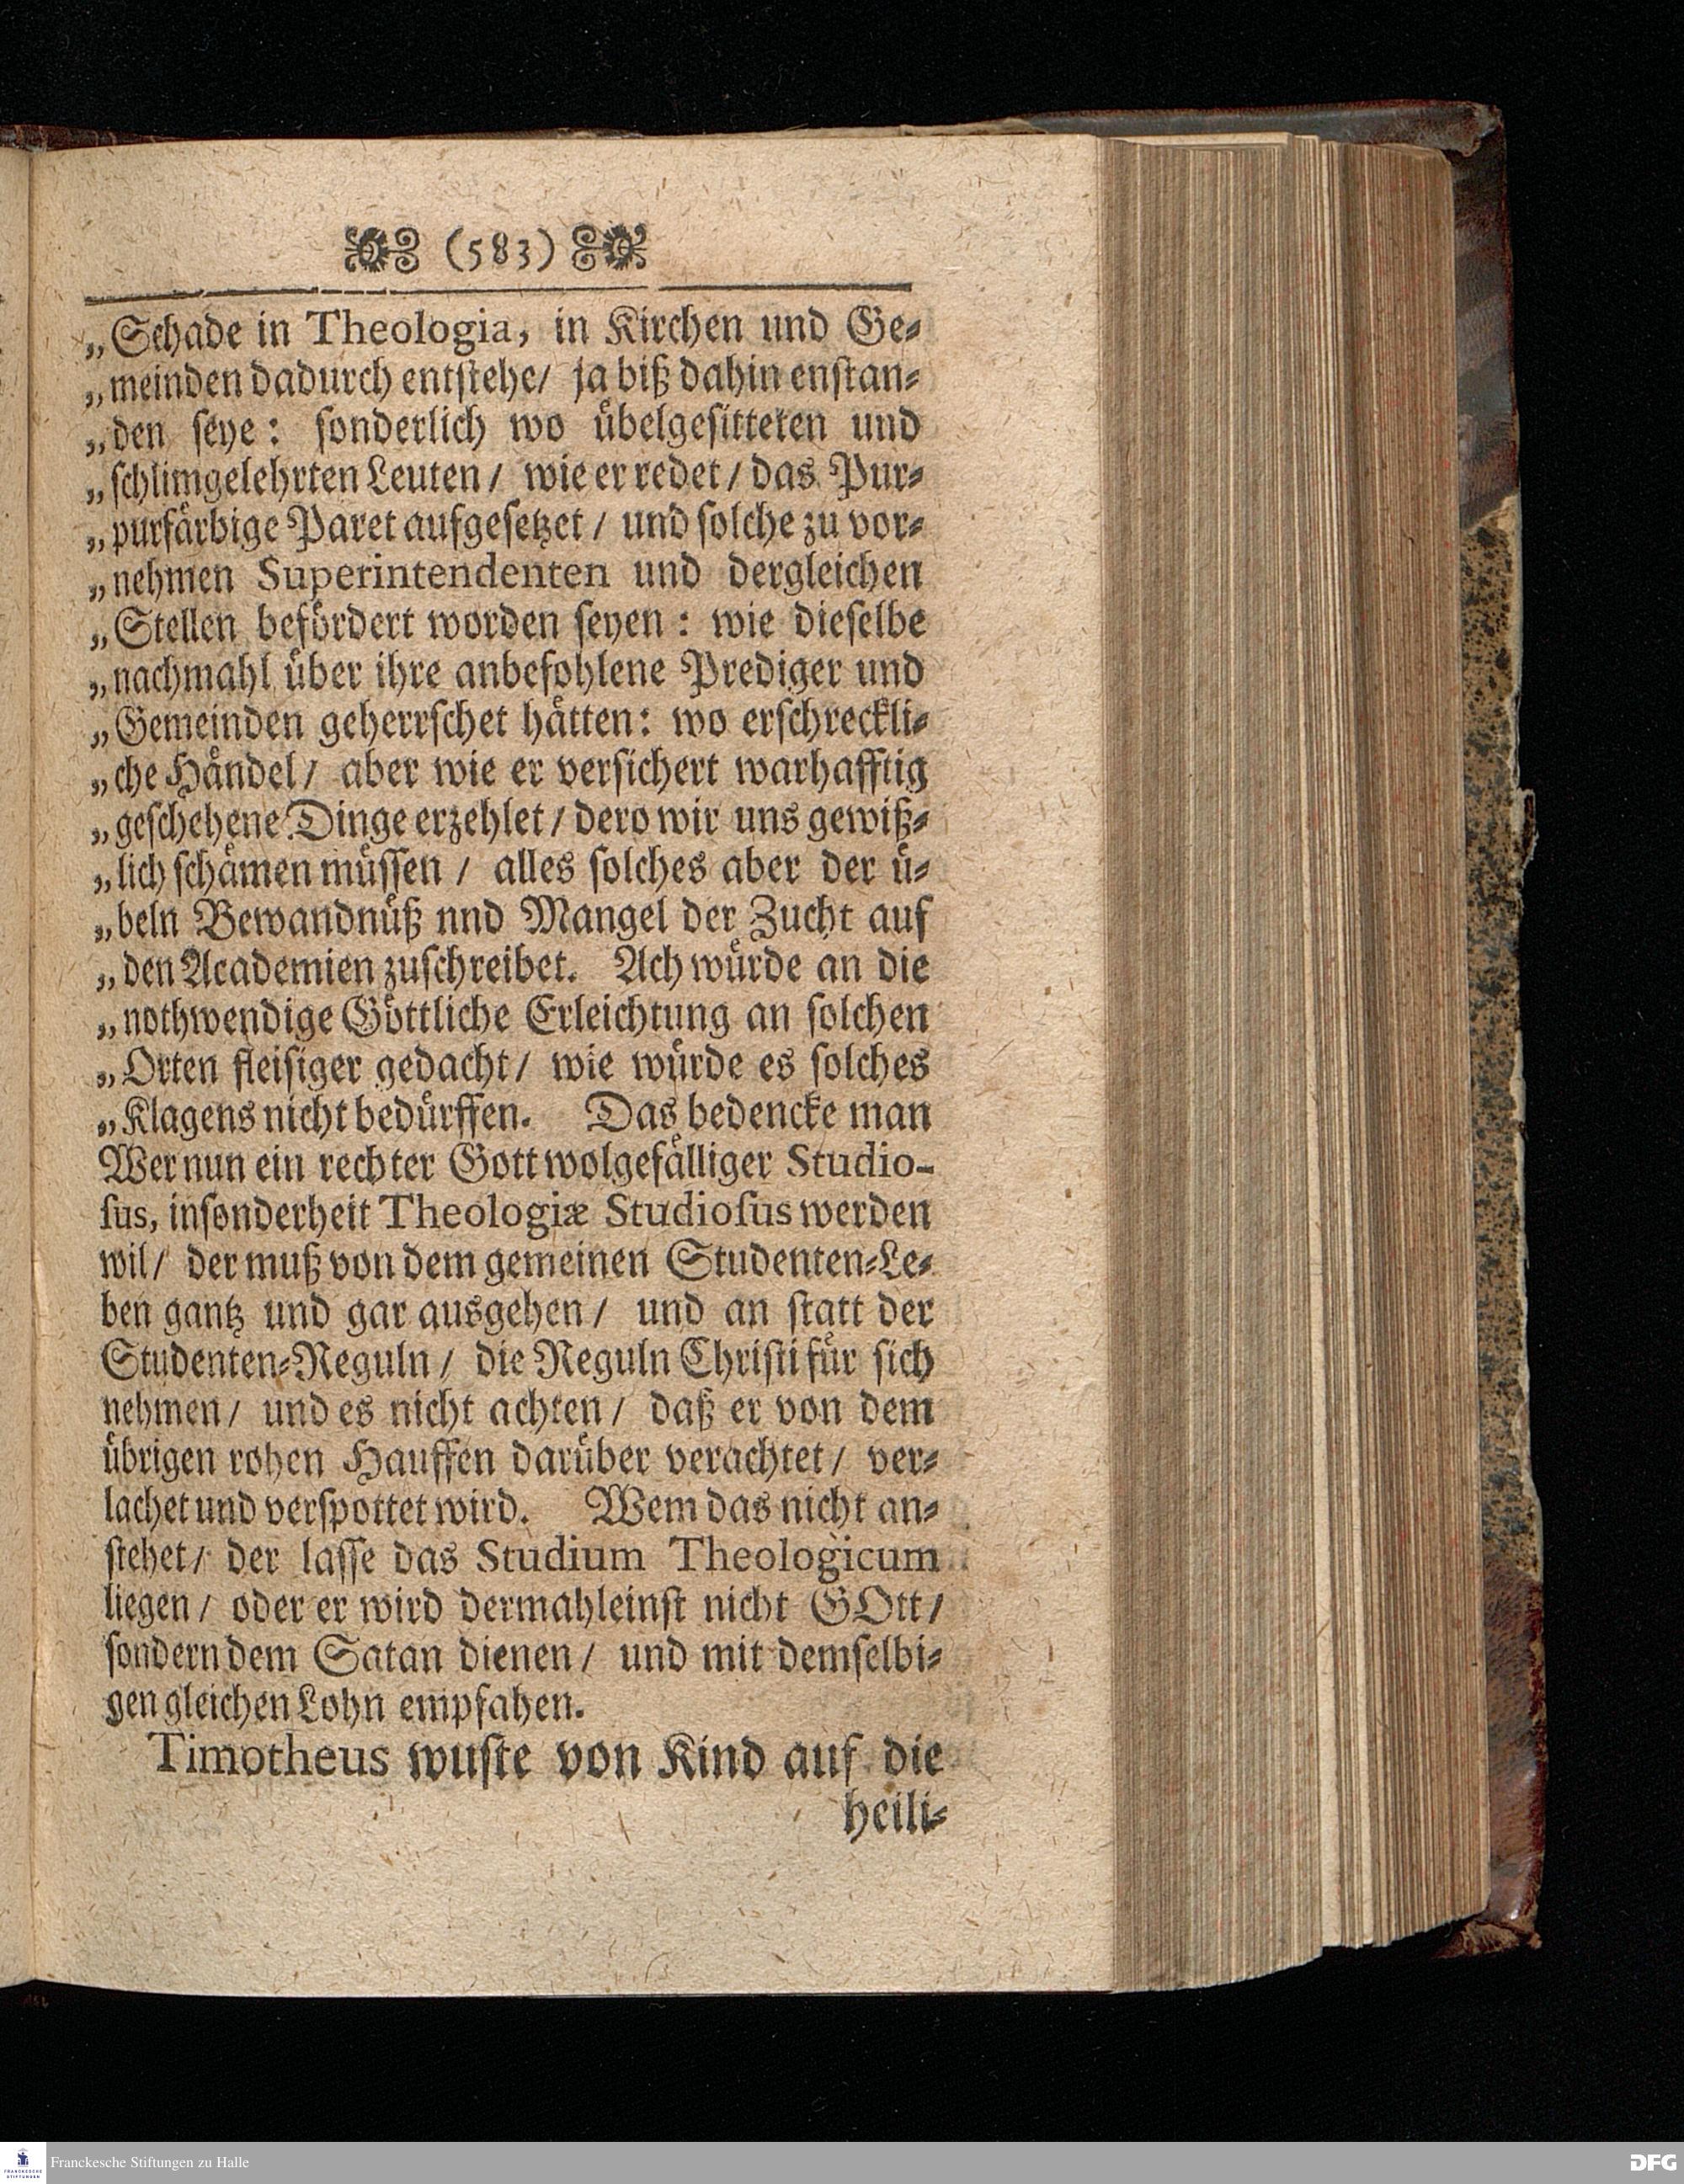 (583)
„Schade in Theologia, in Kirchen und Ge⸗
„meinden dadurch entstehe/ ja biß dahin enstan⸗
„den seye: sonderlich wo übelgesitteten und
„schlimgelehrten Leuten/ wie er redet/ das Pur⸗
„purfärbige Paret aufgesetzet/ und solche zu vor⸗
„nehmen Superintendenten und dergleichen
„Stellen befördert worden seyen: wie dieselbe
„nachmahl über ihre anbefohlene Prediger und
„Gemeinden geherrschet hätten: wo erschreckli⸗
„che Händel/ aber wie er versichert warhafftig
„geschehene Dinge erzehlet/ dero wir uns gewiß⸗
„lich schämen müssen/ alles solches aber der ü⸗
„beln Bewandnüß nnd Mangel der Zucht auf
„den Academien zuschreibet. Ach würde an die
„nothwendige Göttliche Erleichtung an solchen
„Orten fleisiger gedacht/ wie würde es solches
„Klagens nicht bedürffen. Das bedencke man
Wer nun ein rechter Gott wolgefälliger Studio-
sus, insonderheit Theologiæ Studiosus werden
wil/ der muß von dem gemeinen Studenten⸗Le⸗
ben gantz und gar ausgehen/ und an statt der
Studenten⸗Reguln/ die Reguln Christi für sich
nehmen/ und es nicht achten/ daß er von dem
übrigen rohen Hauffen darüber verachtet/ ver⸗
lachet und verspottet wird. Wem das nicht an⸗
stehet/ der lasse das Studium Theologicum
liegen/ oder er wird dermahleinst nicht GOtt/
sondern dem Satan dienen/ und mit demselbi⸗
gen gleichen Lohn empfahen.
Timotheus wuste von Kind auf die
heili⸗
FRANCKESCHE STIFTUNGEN
Franckesche Stiftungen zu Halle
DFG